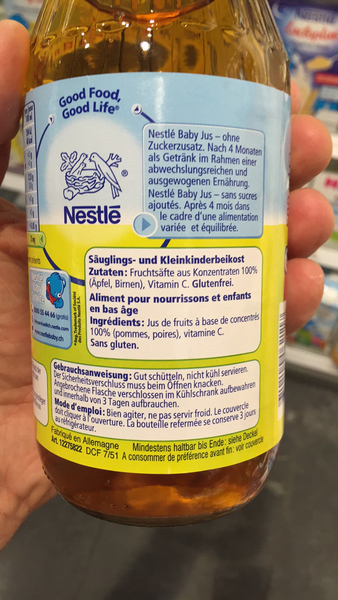 Good Food,
Good Life®
Nestlé
Nestlé Baby Jus – ohne
Zuckerzusatz. Nach 4 Monaten
als Getränk im Rahmen einer
abwechslungsreichen und
ausgewogenen Ernährung.
Nestlé Baby Jus – sans sucres
ajoutés. Après 4 mois dans
le cadre d'une alimentation
variée et équilibrée.
Säuglings- und Kleinkinderbeikost
Zutaten: Fruchtsäfte aus Konzentraten 100%
(Äpfel, Birnen), Vitamin C. Glutenfrei.
Aliment pour nourrissons et enfants
en bas âge
Ingrédients: Jus de fruits à base de concentrés
100% (pommes, poires), vitamine C.
Sans gluten.
Gebrauchsanweisung: Gut schütteln, nicht kühl servieren.
Der Sicherheitsverschluss muss beim Öffnen knacken.
Angebrochene Flasche verschlossen im Kühlschrank aufbewahren
und innerhalb von 3 Tagen aufbrauchen.
Mode d'emploi: Bien agiter, ne pas servir froid. Le couvercle
doit cliquer à l'ouverture. La bouteille refermée se conserve 3 jours
au réfrigérateur.
Fabriqué en Allemagne
Mindestens haltbar bis Ende: siehe Deckel
Art. 12275822 DCF 7/51
A consommer de préférence avant fin: voir couvercle